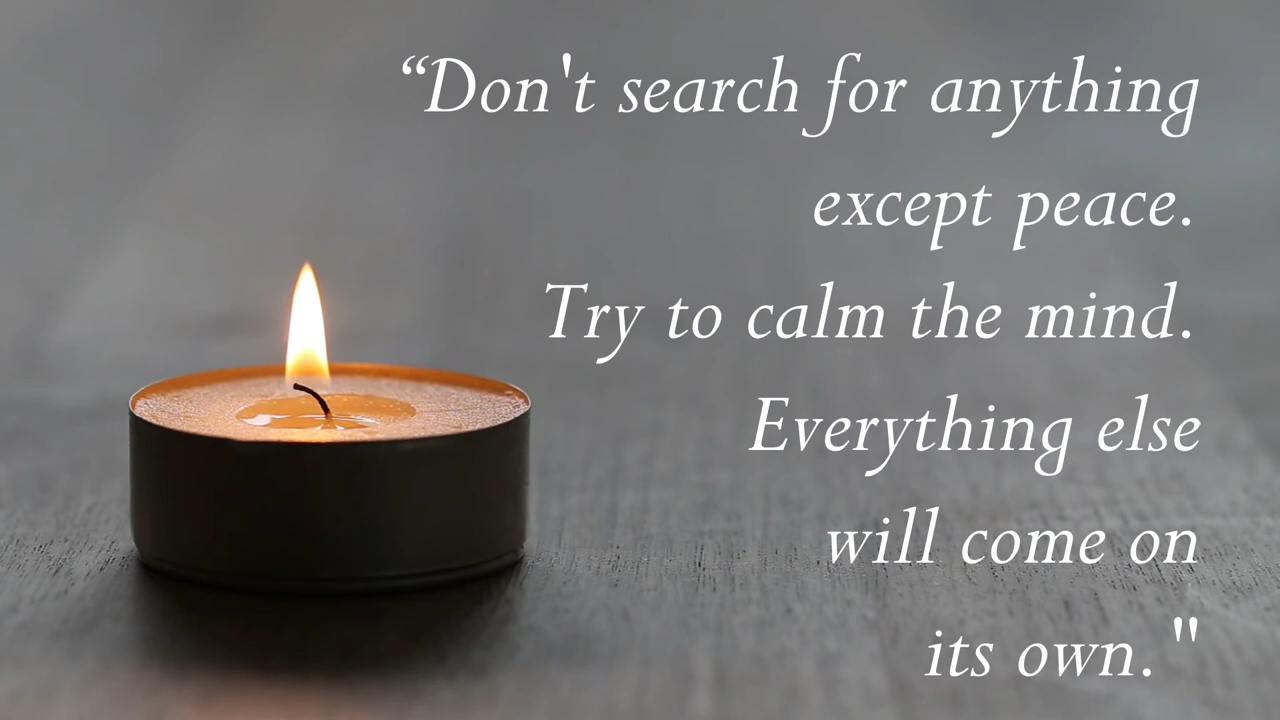 “Don't search for anything
except peace.
Try to calm the mind.
Everything else
will come on
its own."